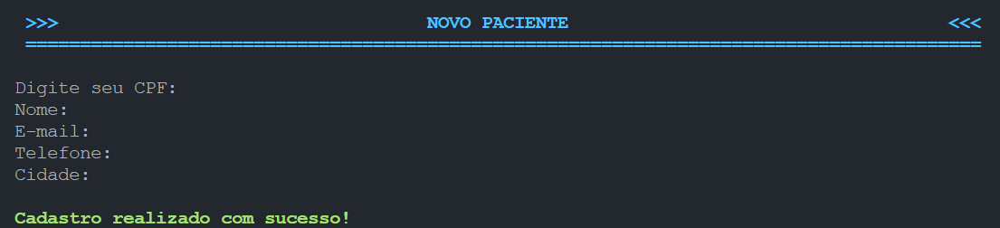 >>> NOVO PACIENTE <<<
========================================================================================
Digite seu CPF:
Nome:
E-mail:
Telefone:
Cidade:
Cadastro realizado com sucesso!